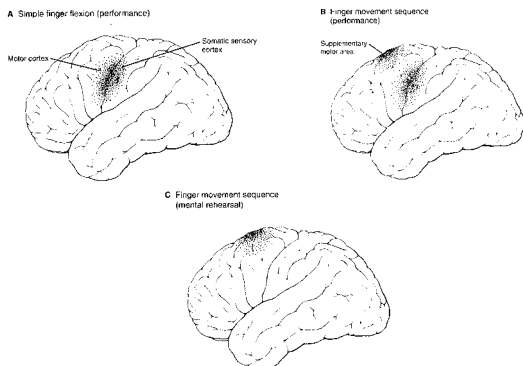 A Simple finger flexion (performance)
Motor cortex
Somatic sensory
cortex
B Finger movement sequence
(performance)
Supplementary
motor area
C Finger movement sequence
(mental rehearsal)